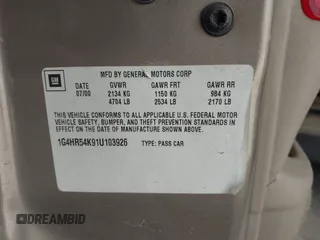 GM
MFD BY GENERAL MOTORS CORP
DATE GVWR GAWR FRT GAWR RR
07/00 2134 KG 1150 KG 984 KG
4704 LB 2534 LB 2170 LB
THIS VEHICLE CONFORMS TO ALL APPLICABLE U.S. FEDERAL MOTOR
VEHICLE SAFETY, BUMPER, AND THEFT PREVENTION STANDARDS IN
EFFECT ON THE DATE OF MANUFACTURE SHOWN ABOVE.
1G4HR54K91U103926 TYPE: PASS CAR
DREAMBID